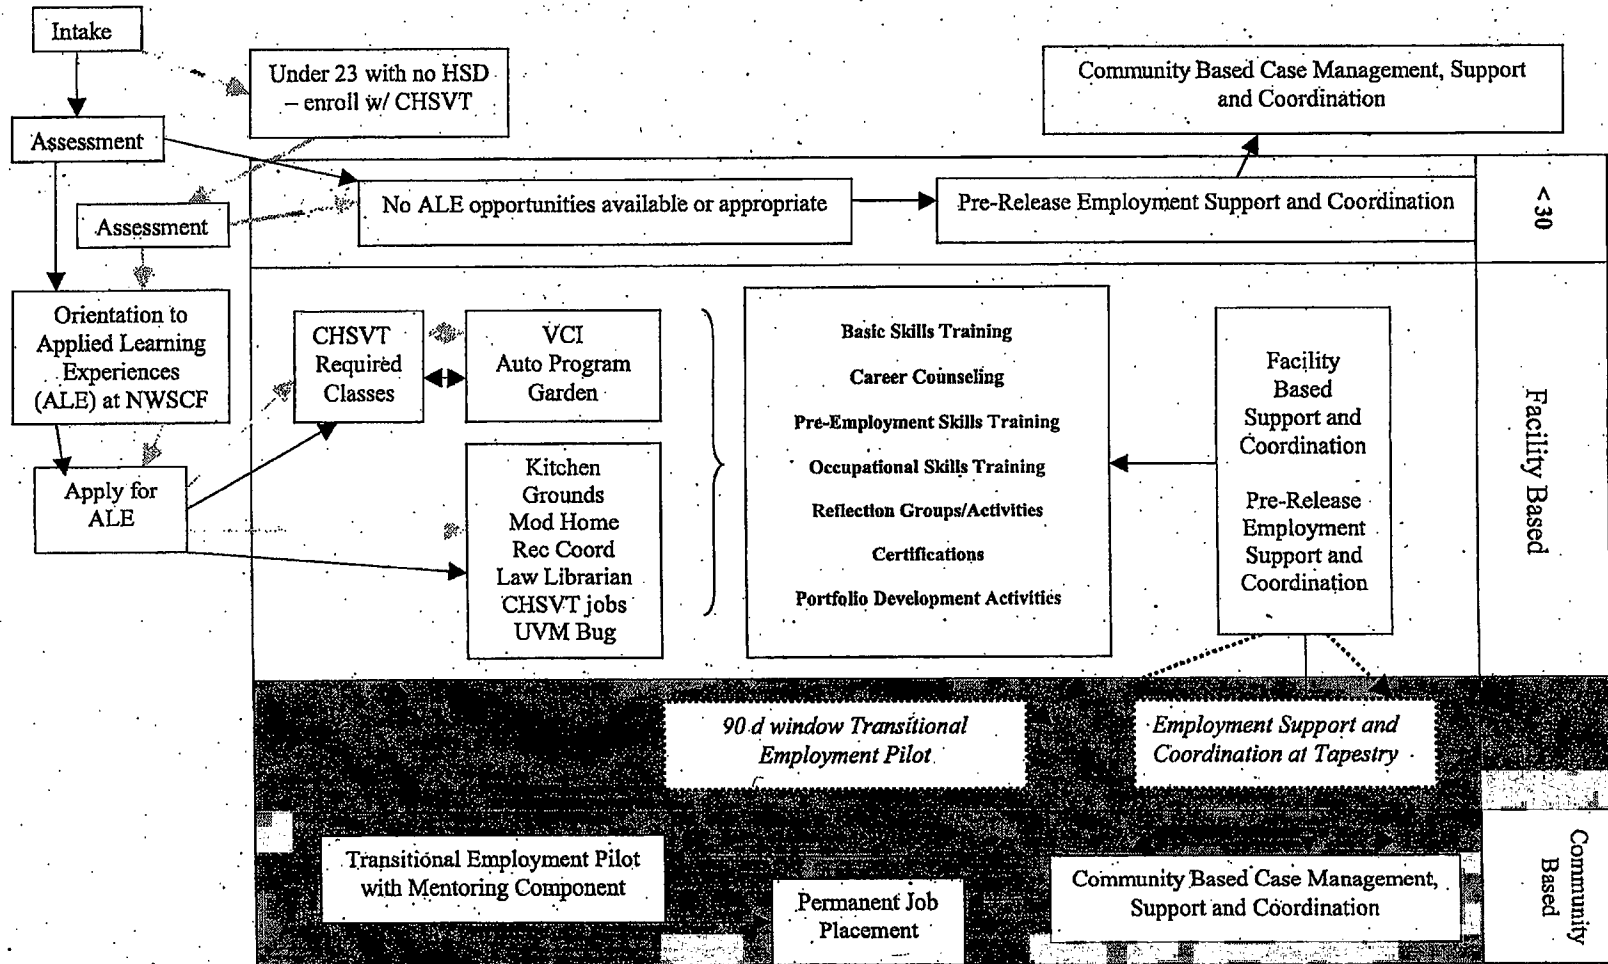 Intake
Under 23 with no HSD
– enroll w/ CHSVT
Community Based Case Management, Support
and Coordination
Assessment
No ALE opportunities available or appropriate
Pre-Release Employment Support and Coordination
<30
Assessment
Orientation to
Applied Learning
Experiences
(ALE) at NWSCF
CHSVT
Required
Classes
VCI
Auto Program
Garden
Apply for
ALE
Kitchen
Grounds
Mod Home
Rec Coord
Law Librarian
CHSVT jobs
UVM Bug
Basic Skills Training
Career Counseling
Pre-Employment Skills Training
Occupational Skills Training
Reflection Groups/Activities
Certifications
Portfolio Development Activities
Facility
Based
Support and
Coordination
Pre-Release
Employment
Support and
Coordination
Facility Based
90 d window Transitional
Employment Pilot
Employment Support and
Coordination at Tapestry
Transitional Employment Pilot
with Mentoring Component
Permanent Job
Placement
Community Based Case Management,
Support and Coordination
Community
Based